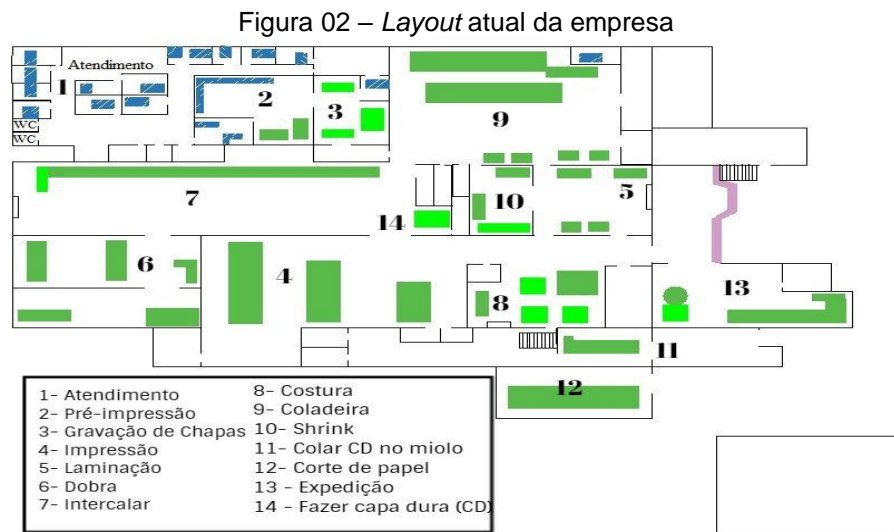 Figura 02 – Layout atual da empresa
Atendimento
1
2
3
9
WC
WC
7
14
10
5
6
4
8
13
11
12
1- Atendimento
2- Pré-impressão
3- Gravação de Chapas
4- Impressão
5- Laminação
6- Dobra
7- Intercalar
8- Costura
9- Coladeira
10- Shrink
11- Colar CD no miolo
12- Corte de papel
13 - Expedição
14 - Fazer capa dura (CD)